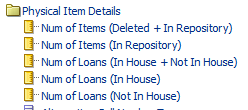 Physical Item Details
Num of Items (Deleted + In Repository)
Num of Items (In Repository)
Num of Loans (In House + Not In House)
Num of Loans (In House)
Num of Loans (Not In House)